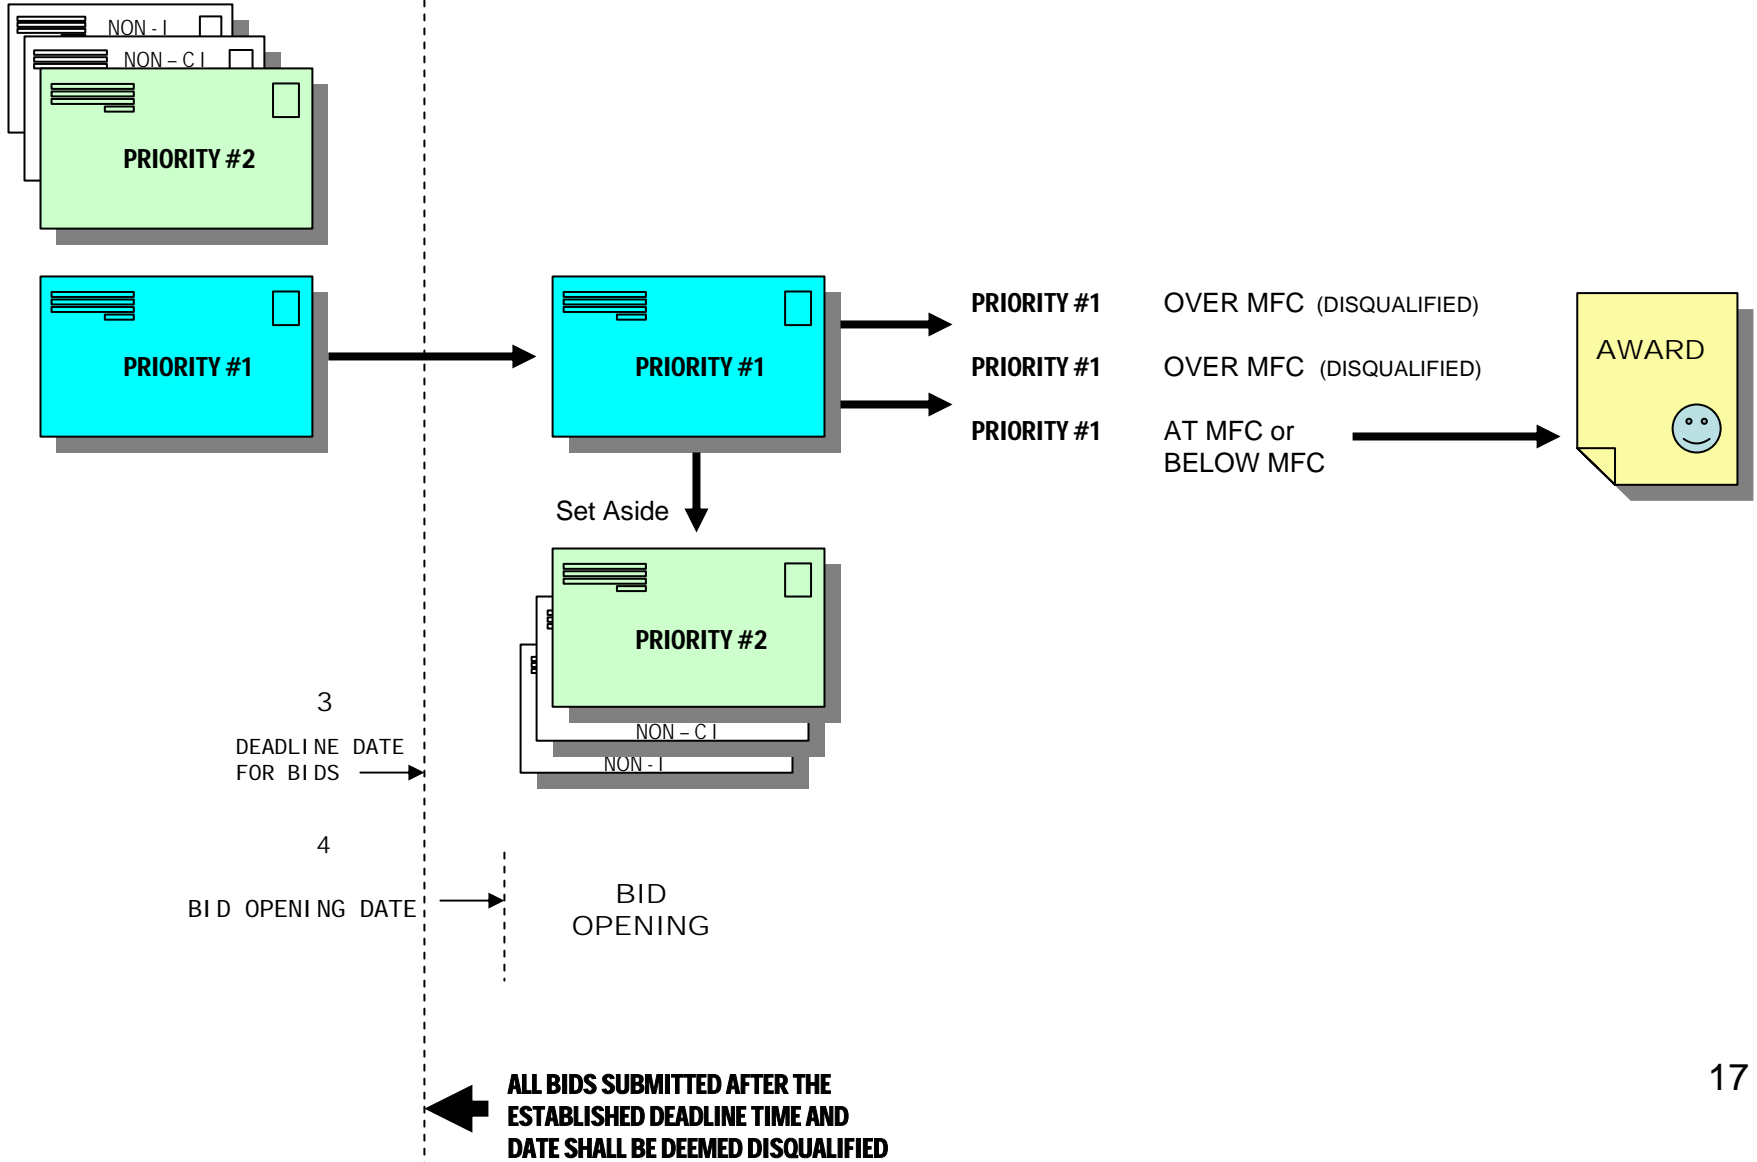 NON - I
NON – CI
PRIORITY #2
PRIORITY #1
PRIORITY #1
PRIORITY #1 OVER MFC (DISQUALIFIED)
PRIORITY #1 OVER MFC (DISQUALIFIED)
PRIORITY #1 AT MFC or
BELOW MFC
AWARD
Set Aside
PRIORITY #2
NON – CI
NON - I
3
DEADLINE DATE
FOR BIDS
4
BID OPENING DATE
BID
OPENING
ALL BIDS SUBMITTED AFTER THE
ESTABLISHED DEADLINE TIME AND
DATE SHALL BE DEEMED DISQUALIFIED
17